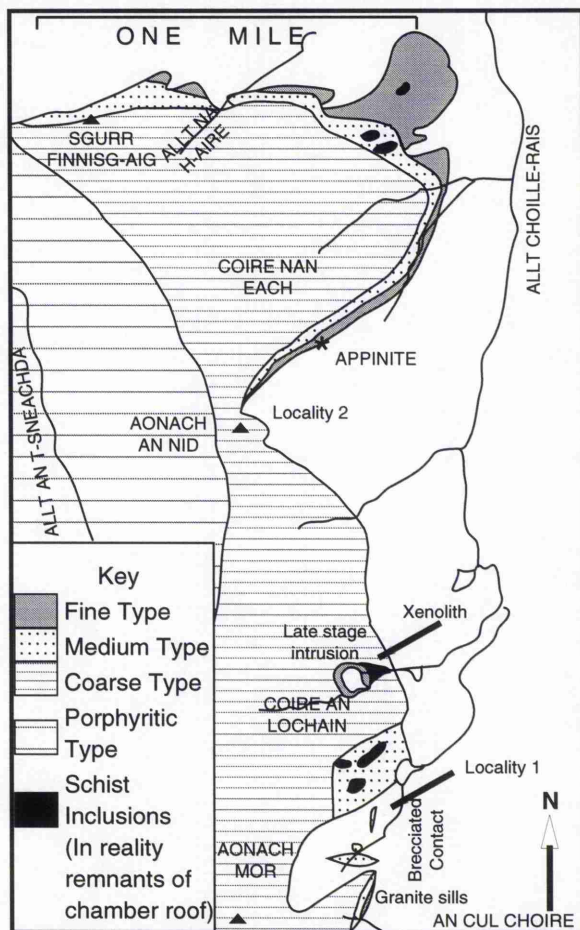 ONE MILE
SGURR
FINNISG-AIG
ALLT NA
H-AIRE
ALLT CHOILLE-RAIS
COIRE NAN
EACH
APPINITE
Locality 2
AONACH
AN NID
ALLT AN T-SNEACHDA
Key
Fine Type
Medium Type
Coarse Type
Porphyritic
Type
Schist
Inclusions
(In reality
remnants of
chamber roof)
Xenolith
Late stage
intrusion
COIRE AN
LOCHAIN
Locality 1
Brecciated
Contact
N
AONACH
MOR
Granite sills
AN CUL CHOIRE